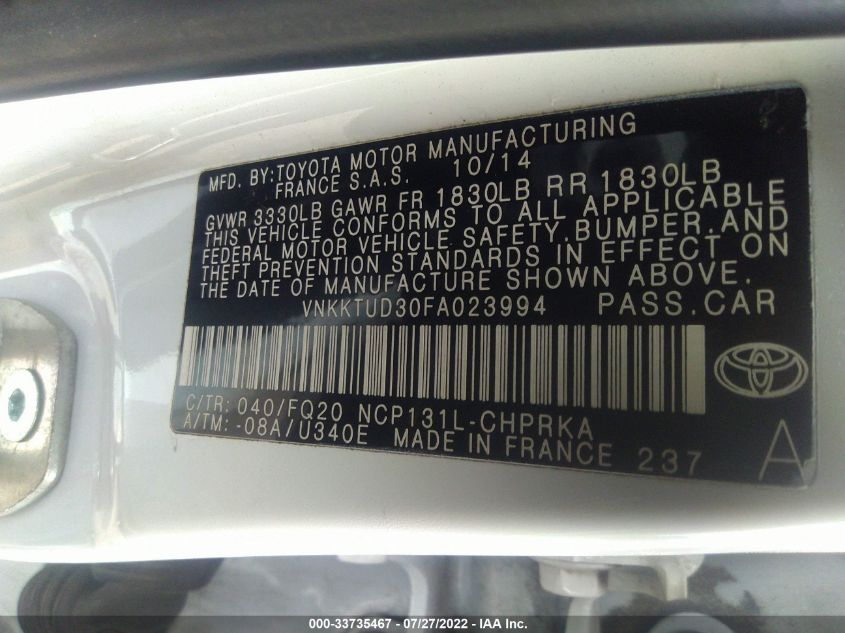 MFD. BY:TOYOTA MOTOR MANUFACTURING
FRANCE S.A.S. 10/14
GVWR 3330LB GAWR FR 1830LB RR 1830LB
THIS VEHICLE CONFORMS TO ALL APPLICABLE
FEDERAL MOTOR VEHICLE SAFETY,BUMPER,AND
THEFT PREVENTION STANDARDS IN EFFECT ON
THE DATE OF MANUFACTURE SHOWN ABOVE.
VNKKTUD30FA023994 PASS.CAR
C/TR: 040/FQ20 NCP131L-CHPRKA
A/TM: -08A/U340E MADE IN FRANCE 237
A
000-33735467 - 07/27/2022 - IAA Inc.